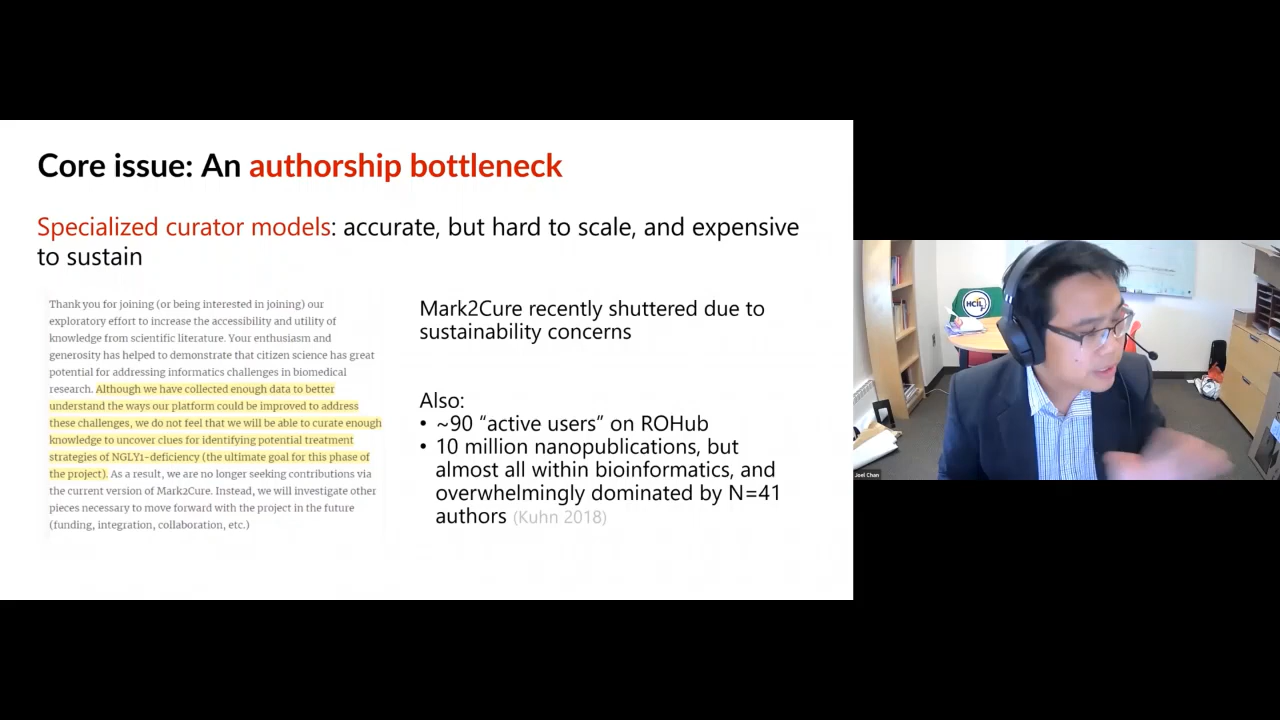 Core issue: An authorship bottleneck
Specialized curator models: accurate, but hard to scale, and expensive
to sustain
Thank you for joining (or being interested in joining) our
exploratory effort to increase the accessibility and utility of
knowledge from scientific literature. Your enthusiasm and
generosity has helped to demonstrate that citizen science has great
potential for addressing informatics challenges in biomedical
research. Although we have collected enough data to better
understand the ways our platform could be improved to address
these challenges, we do not feel that we will be able to curate enough
knowledge to uncover clues for identifying potential treatment
strategies of NGLY1-deficiency (the ultimate goal for this phase of
the project). As a result, we are no longer seeking contributions via
the current version of Mark2Cure. Instead, we will investigate other
pieces necessary to move forward with the project in the future
(funding, integration, collaboration, etc.)
Mark2Cure recently shuttered due to
sustainability concerns
Also:
• ~90 “active users” on ROHub
• 10 million nanopublications, but
almost all within bioinformatics, and
overwhelmingly dominated by N=41
authors (Kuhn 2018)
HCIL
Joel Chan